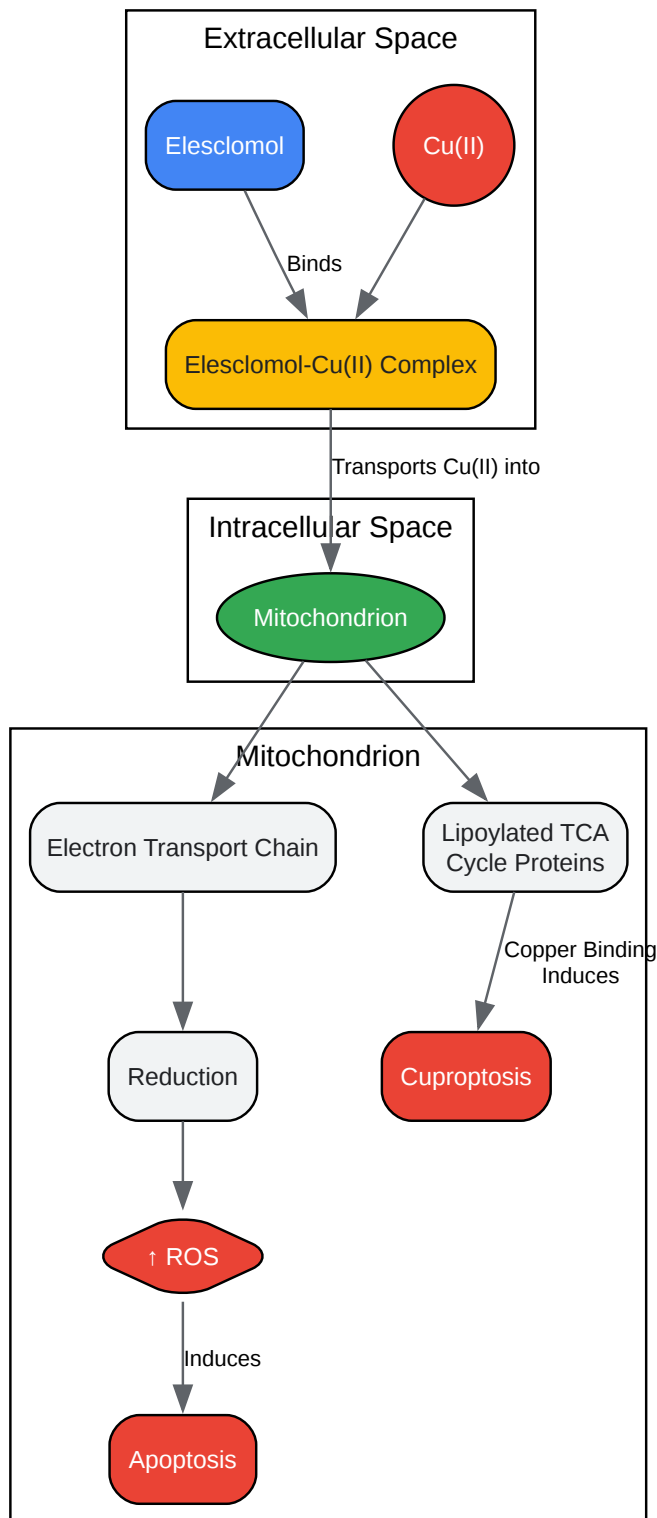 Extracellular Space
Elesclomol
Cu(II)
Binds
Elesclomol-Cu(II) Complex
Transports Cu(II) into
Intracellular Space
Mitochondrion
Mitochondrion
Electron Transport Chain
Lipoylated TCA
Cycle Proteins
Copper Binding
Induces
Reduction
Cuproptosis
↑ ROS
Induces
Apoptosis